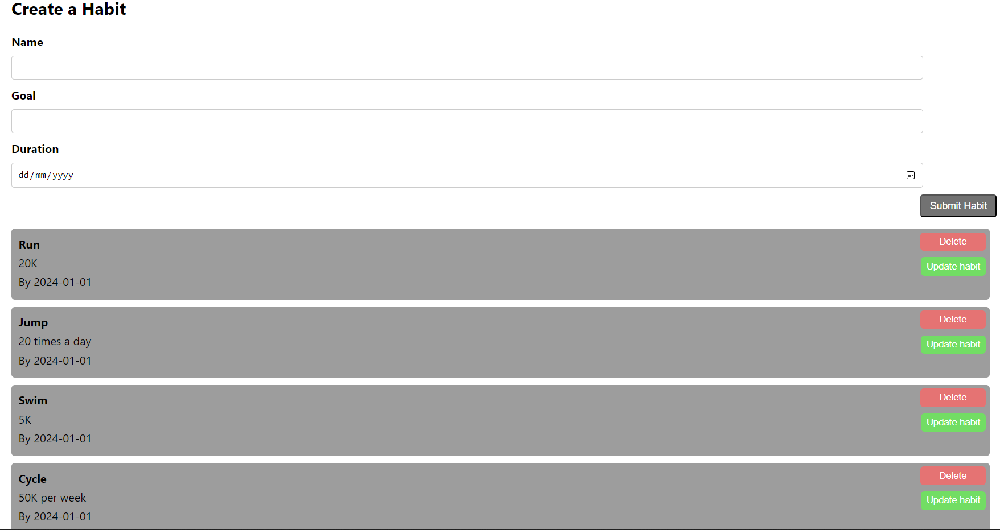 Create a Habit
Name
Goal
Duration
dd/mm/yyyy
Submit Habit
Run
20K
By 2024-01-01
Delete
Update habit
Jump
20 times a day
By 2024-01-01
Delete
Update habit
Swim
5K
By 2024-01-01
Delete
Update habit
Cycle
50K per week
By 2024-01-01
Delete
Update habit